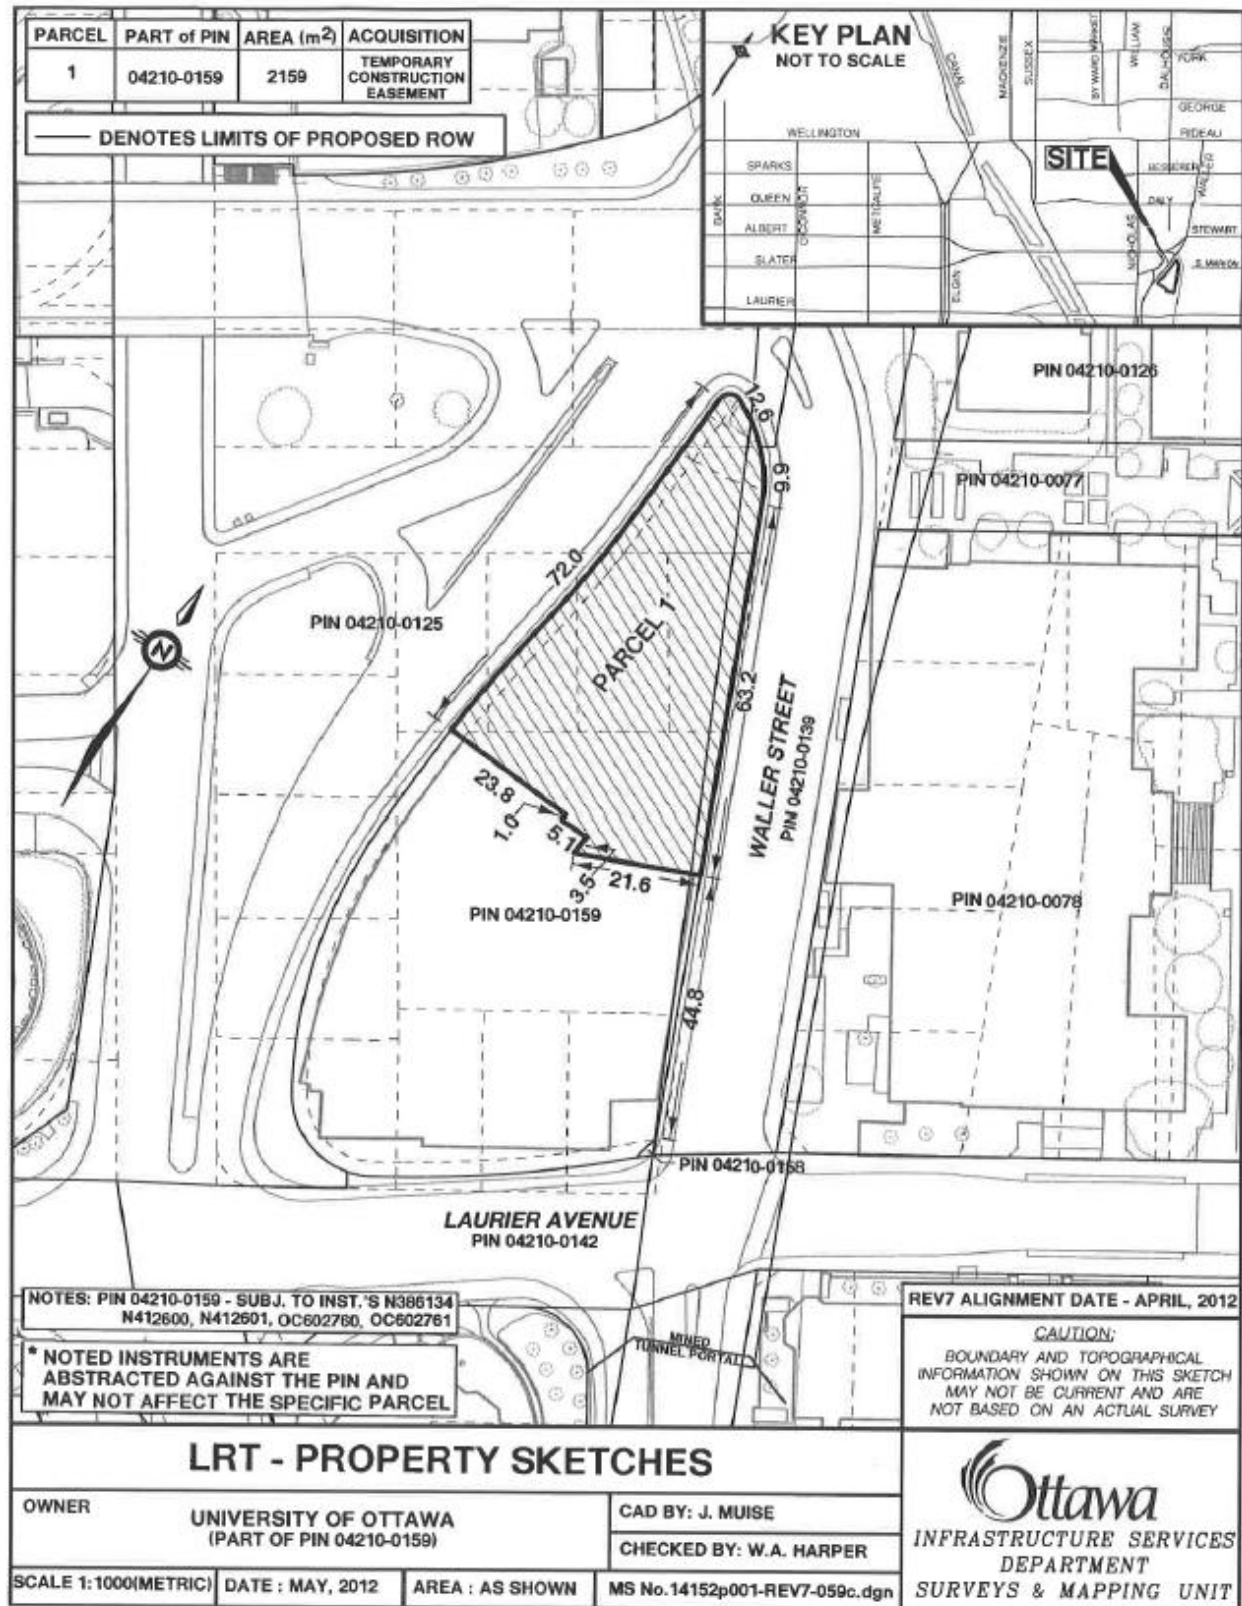 PARCEL PART of PIN AREA (m²) ACQUISITION
1 04210-0159 2159 TEMPORARY
CONSTRUCTION
EASEMENT
DENOTES LIMITS OF PROPOSED ROW
KEY PLAN
NOT TO SCALE
CANAL
MACKENZIE
SUSSEX
BY WARD MARKET
WILLIAM
DALHOUSIE
YORK
GEORGE
RIDEAU
WELLINGTON
SITE
BESSERER
WALLER
SPARKS
QUEEN
DALY
BANK
O'CONNOR
METCALFE
ALBERT
NICHOLAS
STEWART
SLATER
ELGIN
LAURIER
PIN 04210-0126
12.6
PIN 04210-0077
9.9
72.0
PIN 04210-0125
N
PARCEL 1
63.2
WALLER STREET
PIN 04210-0139
23.8
1.0
5.1
3.5
21.6
PIN 04210-0159
PIN 04210-0078
44.8
PIN 04210-0158
LAURIER AVENUE
PIN 04210-0142
MINED
TUNNEL PORTAL
NOTES: PIN 04210-0159 - SUBJ. TO INST.'S N386134
N412600, N412601, OC602760, OC602761
* NOTED INSTRUMENTS ARE
ABSTRACTED AGAINST THE PIN AND
MAY NOT AFFECT THE SPECIFIC PARCEL
REV7 ALIGNMENT DATE - APRIL, 2012
CAUTION:
BOUNDARY AND TOPOGRAPHICAL
INFORMATION SHOWN ON THIS SKETCH
MAY NOT BE CURRENT AND ARE
NOT BASED ON AN ACTUAL SURVEY
LRT - PROPERTY SKETCHES
OWNER
UNIVERSITY OF OTTAWA
(PART OF PIN 04210-0159)
CAD BY: J. MUISE
CHECKED BY: W.A. HARPER
SCALE 1:1000(METRIC) DATE : MAY, 2012 AREA : AS SHOWN MS No.14152p001-REV7-059c.dgn
Ottawa
INFRASTRUCTURE SERVICES
DEPARTMENT
SURVEYS & MAPPING UNIT